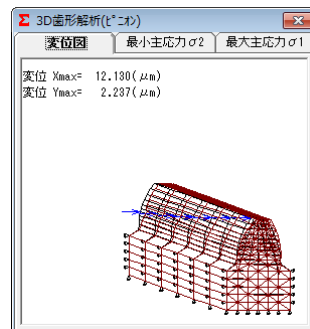 Σ 3D歯形解析(ﾋﾟﾆｵﾝ)
変位図 最小主応力σ2 最大主応力σ1
変位 Xmax= 12.130(μm)
変位 Ymax= 2.237(μm)